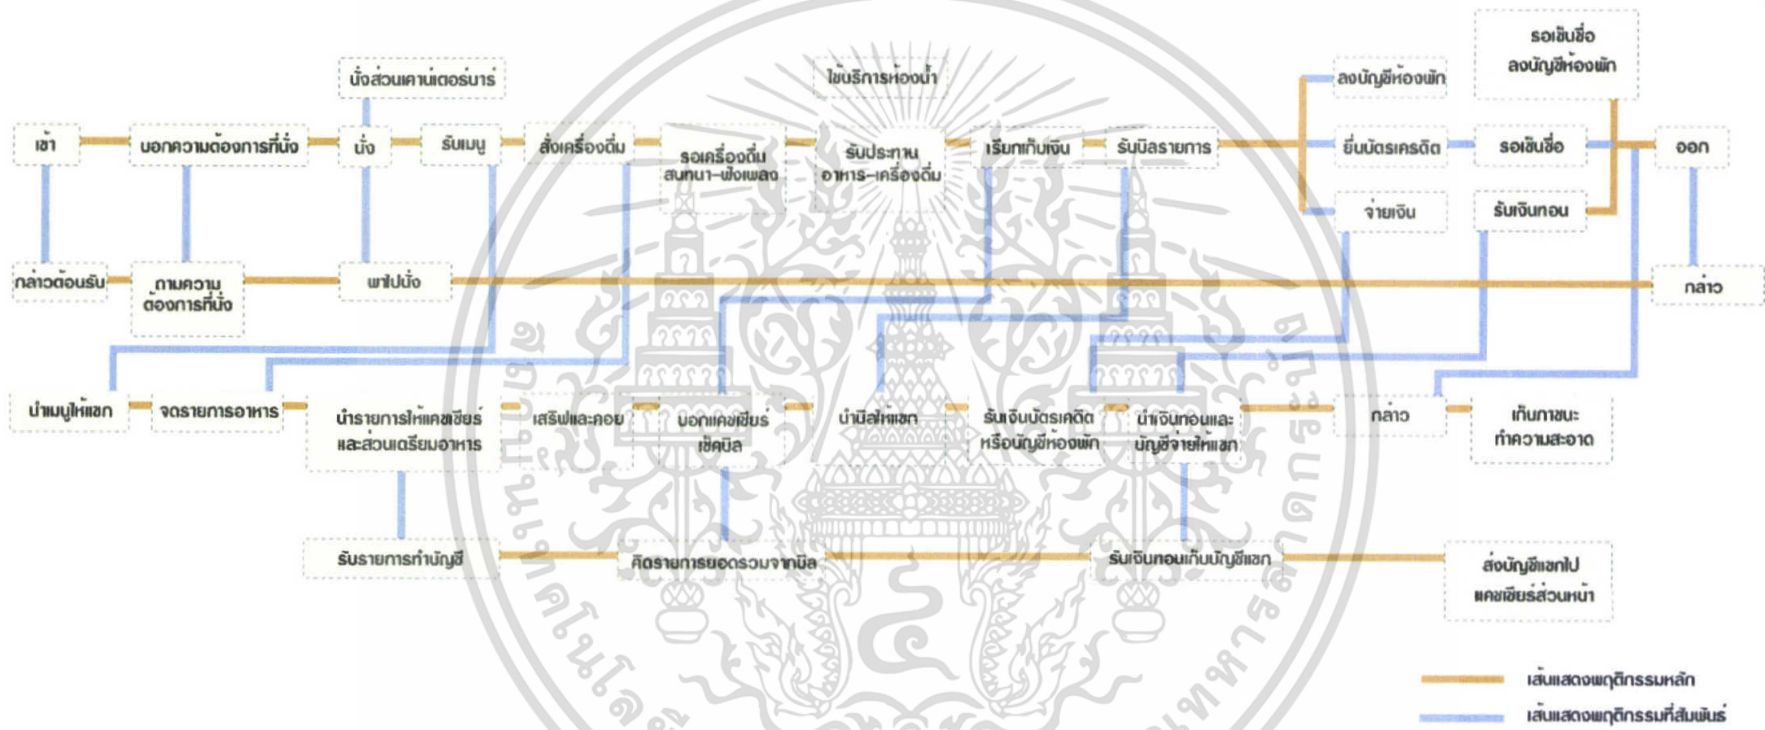 รอเซ็นชื่อ
ลงบัญชีห้องพัก
นั่งส่วนเคาน์เตอร์บาร์
ใช้บริการห้องน้ำ
ลงบัญชีห้องพัก
เข้า
บอกความต้องการที่นั่ง
นั่ง
รับเมนู
สั่งเครื่องดื่ม
รอเครื่องดื่ม
สนทนา-ฟังเพลง
รับประทาน
อาหาร-เครื่องดื่ม
เรียกเก็บเงิน
รับบิลรายการ
ยื่นบัตรเครดิต
รอเซ็นชื่อ
ออก
จ่ายเงิน
รับเงินทอน
กล่าวต้อนรับ
ถามความ
ต้องการที่นั่ง
พาไปนั่ง
กล่าว
นำเมนูให้แขก
จดรายการอาหาร
นำรายการให้แคชเชียร์
และส่วนเตรียมอาหาร
เสริฟและคอย
บอกแคชเชียร์
เช็คบิล
นำบิลให้แขก
รับเงินบัตรเคดิต
หรือบัญชีห้องพัก
นำเงินทอนและ
บัญชีจ่ายให้แขก
กล่าว
เก็บภาชนะ
ทำความสะอาด
รับรายการทำบัญชี
คิดรายการยอดรวมจากบิล
รับเงินทอนเก็บบัญชีแขก
ส่งบัญชีแขกไป
แคชเชียร์ส่วนหน้า
เส้นแสดงพฤติกรรมหลัก
เส้นแสดงพฤติกรรมที่สัมพันธ์